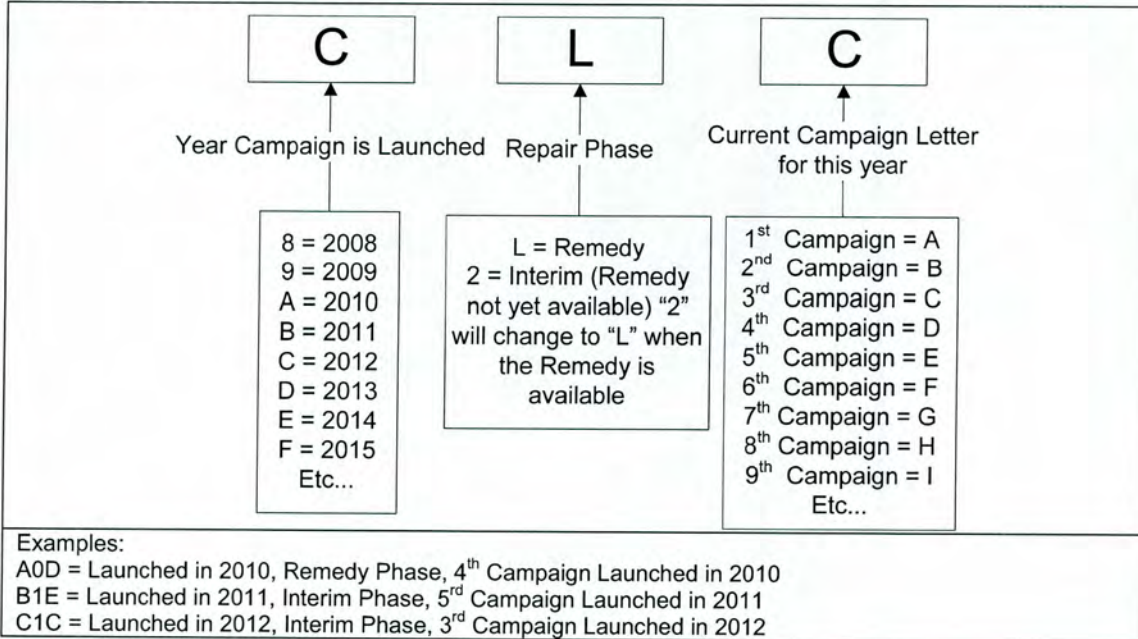 C
L
C
Year Campaign is Launched
Repair Phase
Current Campaign Letter
for this year
8 = 2008
9 = 2009
A = 2010
B = 2011
C = 2012
D = 2013
E = 2014
F = 2015
Etc...
L = Remedy
2 = Interim (Remedy
not yet available) “2”
will change to “L” when
the Remedy is
available
1st Campaign = A
2nd Campaign = B
3rd Campaign = C
4th Campaign = D
5th Campaign = E
6th Campaign = F
7th Campaign = G
8th Campaign = H
9th Campaign = I
Etc...
Examples:
A0D = Launched in 2010, Remedy Phase, 4th Campaign Launched in 2010
B1E = Launched in 2011, Interim Phase, 5rd Campaign Launched in 2011
C1C = Launched in 2012, Interim Phase, 3rd Campaign Launched in 2012